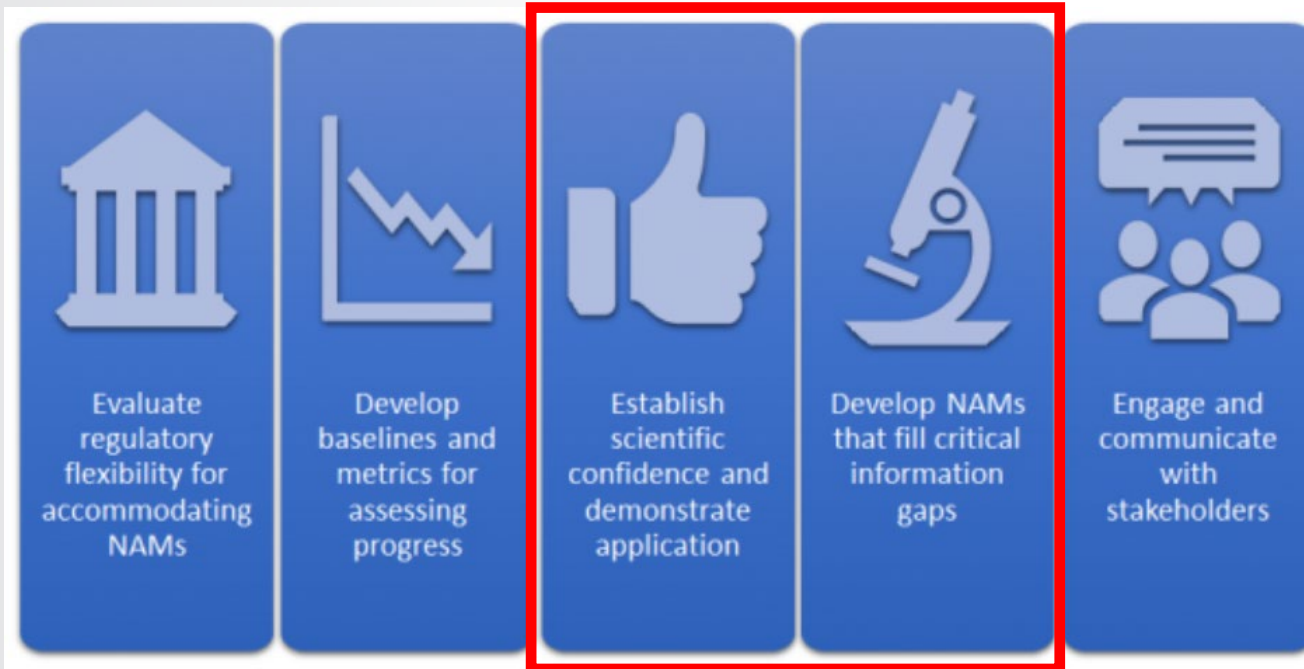 Evaluate
regulatory
flexibility for
accommodating
NAMs
Develop
baselines and
metrics for
assessing
progress
Establish
scientific
confidence and
demonstrate
application
Develop NAMs
that fill critical
information
gaps
Engage and
communicate
with
stakeholders